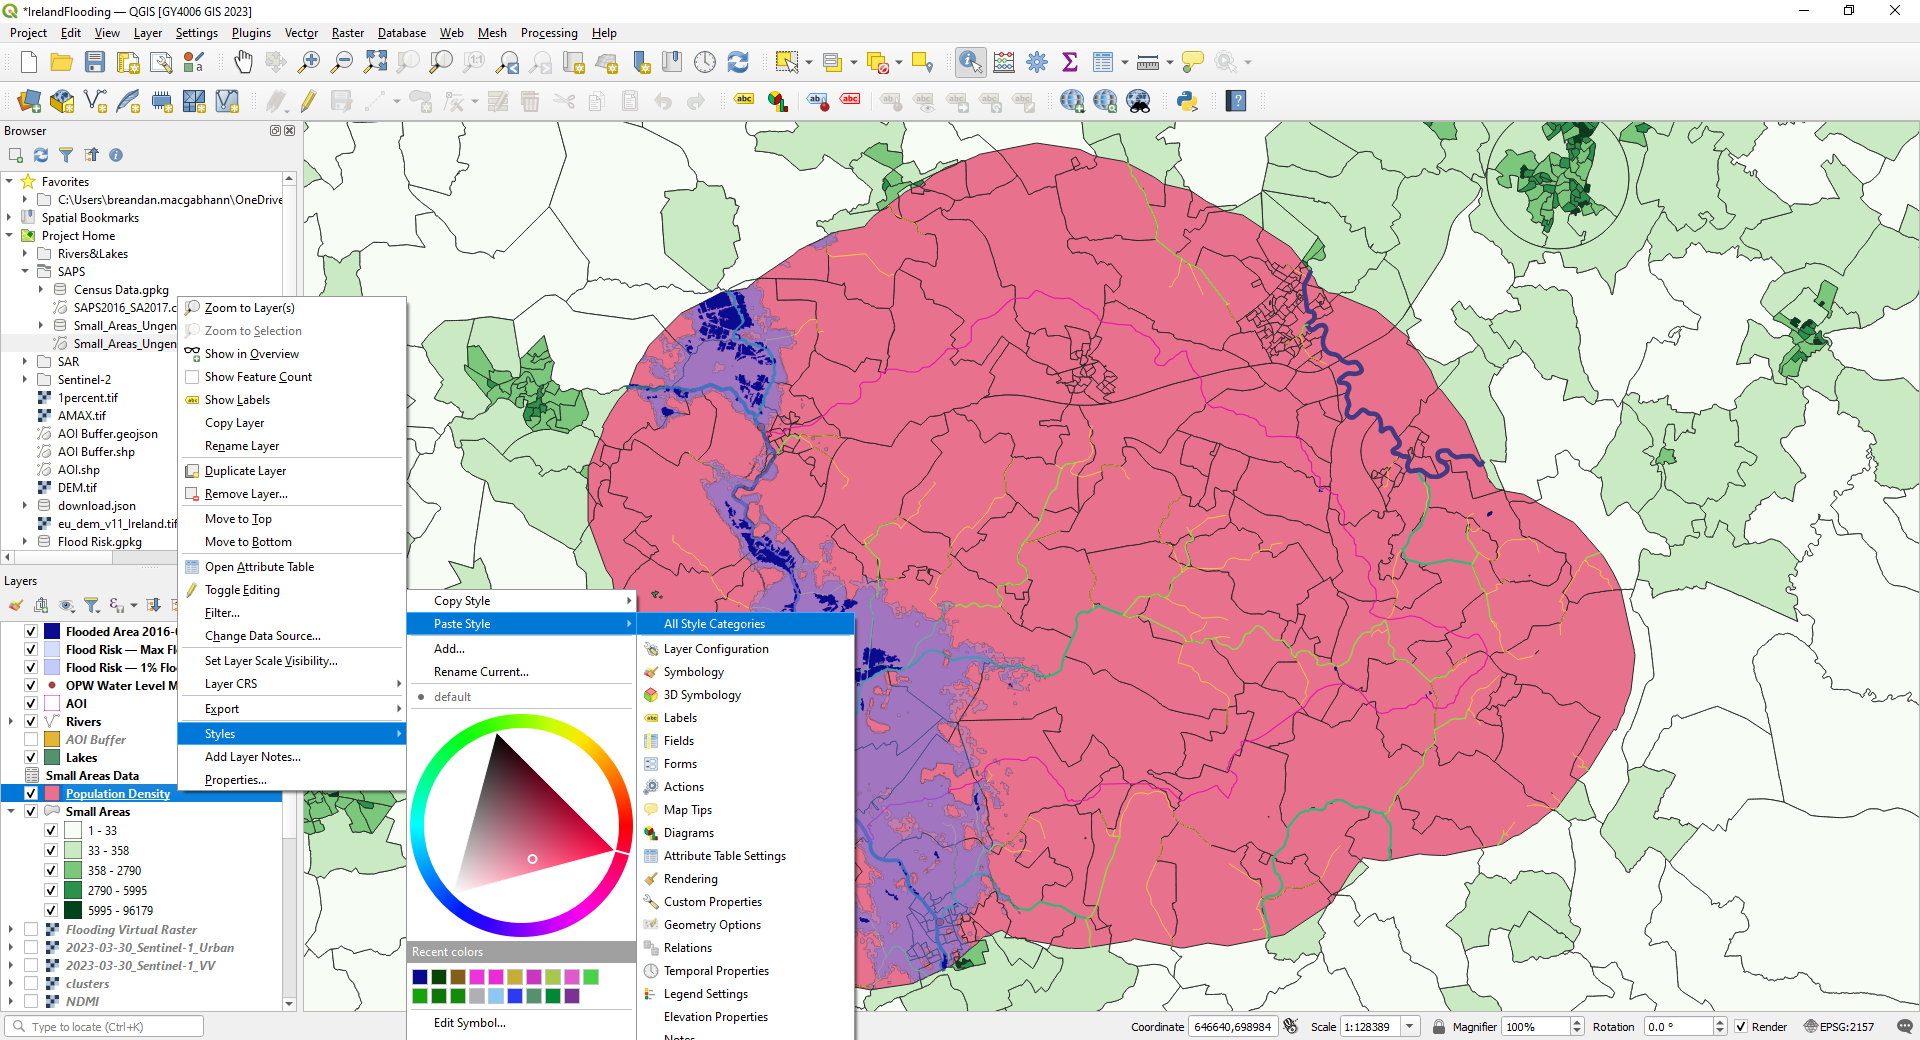 *IrelandFlooding — QGIS [GY4006 GIS 2023]
Project Edit View Layer Settings Plugins Vector Raster Database Web Mesh Processing Help
Browser
Favorites
C:\Users\breandan.macgabhann\OneDrive
Spatial Bookmarks
Project Home
Rivers&Lakes
SAPS
Census Data.gpkg
SAPS2016_SA2017.c
Small_Areas_Ungen
Small_Areas_Ungen
SAR
Sentinel-2
1percent.tif
AMAX.tif
AOI Buffer.geojson
AOI Buffer.shp
AOI.shp
DEM.tif
download.json
eu_dem_v11_Ireland.tif
Flood Risk.gpkg
Layers
Flooded Area 2016-
Flood Risk — Max Fl
Flood Risk — 1% Flo
OPW Water Level M
AOI
Rivers
AOI Buffer
Lakes
Small Areas Data
Population Density
Small Areas
1 - 33
33 - 358
358 - 2790
2790 - 5995
5995 - 96179
Flooding Virtual Raster
2023-03-30_Sentinel-1_Urban
2023-03-30_Sentinel-1_VV
clusters
NDMI
Zoom to Layer(s)
Zoom to Selection
Show in Overview
Show Feature Count
Show Labels
Copy Layer
Rename Layer
Duplicate Layer
Remove Layer...
Move to Top
Move to Bottom
Open Attribute Table
Toggle Editing
Filter...
Change Data Source...
Set Layer Scale Visibility...
Layer CRS
Export
Styles
Add Layer Notes...
Properties...
Copy Style
Paste Style
Add...
Rename Current...
default
Recent colors
Edit Symbol...
All Style Categories
Layer Configuration
Symbology
3D Symbology
Labels
Fields
Forms
Actions
Map Tips
Diagrams
Attribute Table Settings
Rendering
Custom Properties
Geometry Options
Relations
Temporal Properties
Legend Settings
Elevation Properties
Notes
Type to locate (Ctrl+K)
Coordinate 646640,698984 Scale 1:128389 Magnifier 100% Rotation 0.0 ° Render EPSG:2157